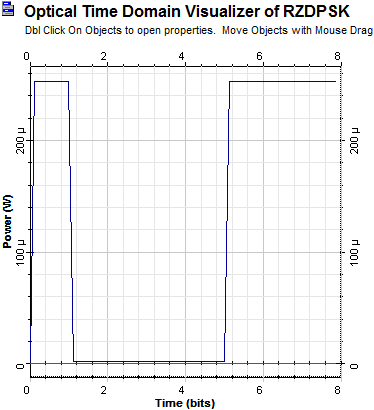 Optical Time Domain Visualizer of RZDPSK
Dbl Click On Objects to open properties. Move Objects with Mouse Drag
0 2 4 6 8
200 µ 200 µ
Power (W)
100 µ 100 µ
0 0
0 2 4 6 8
Time (bits)